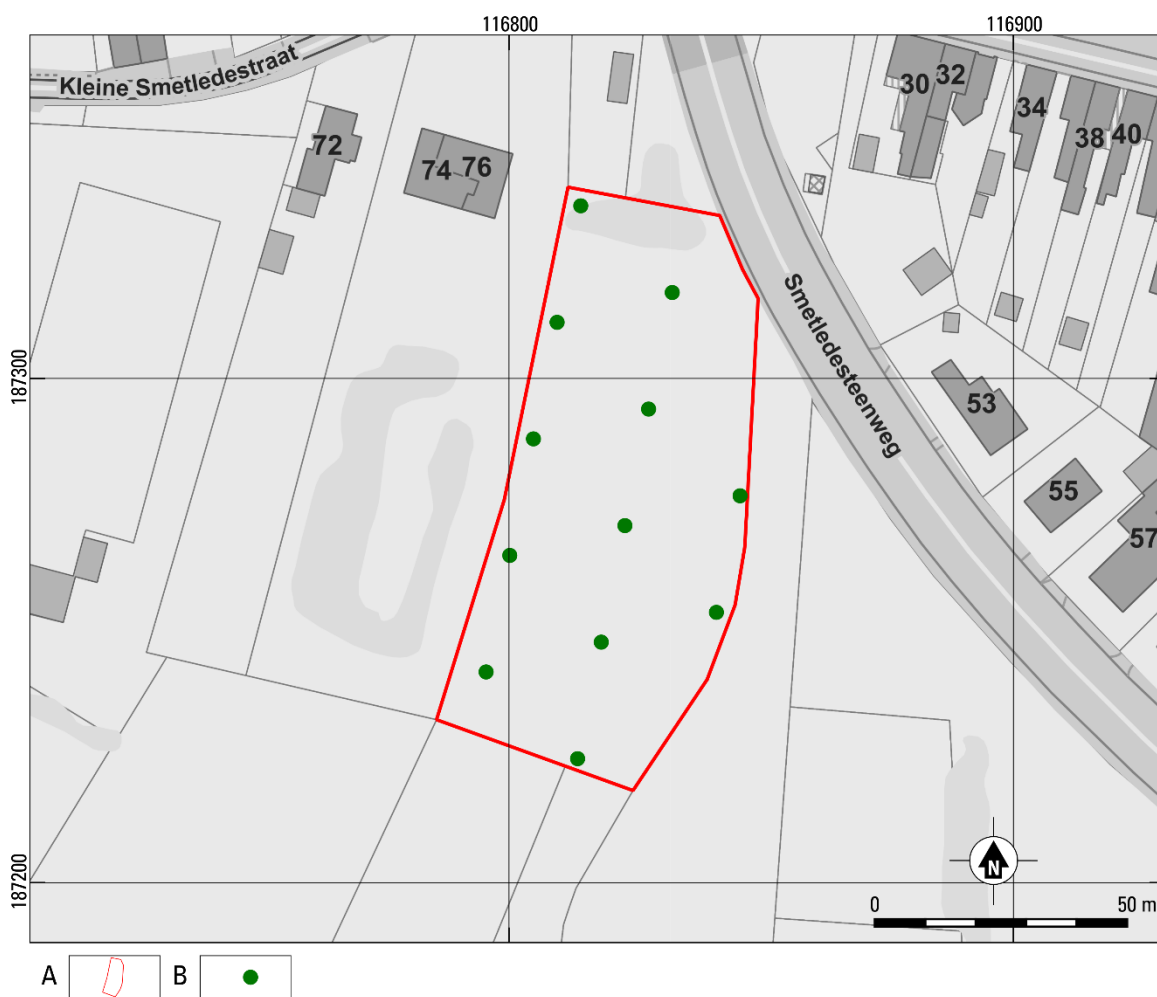 116800 116900
Kleine Smetledestraat
72
74 76
30 32
34
38 40
187300
Smetledesteenweg
53
55
57
187200
N
0 50 m
A B